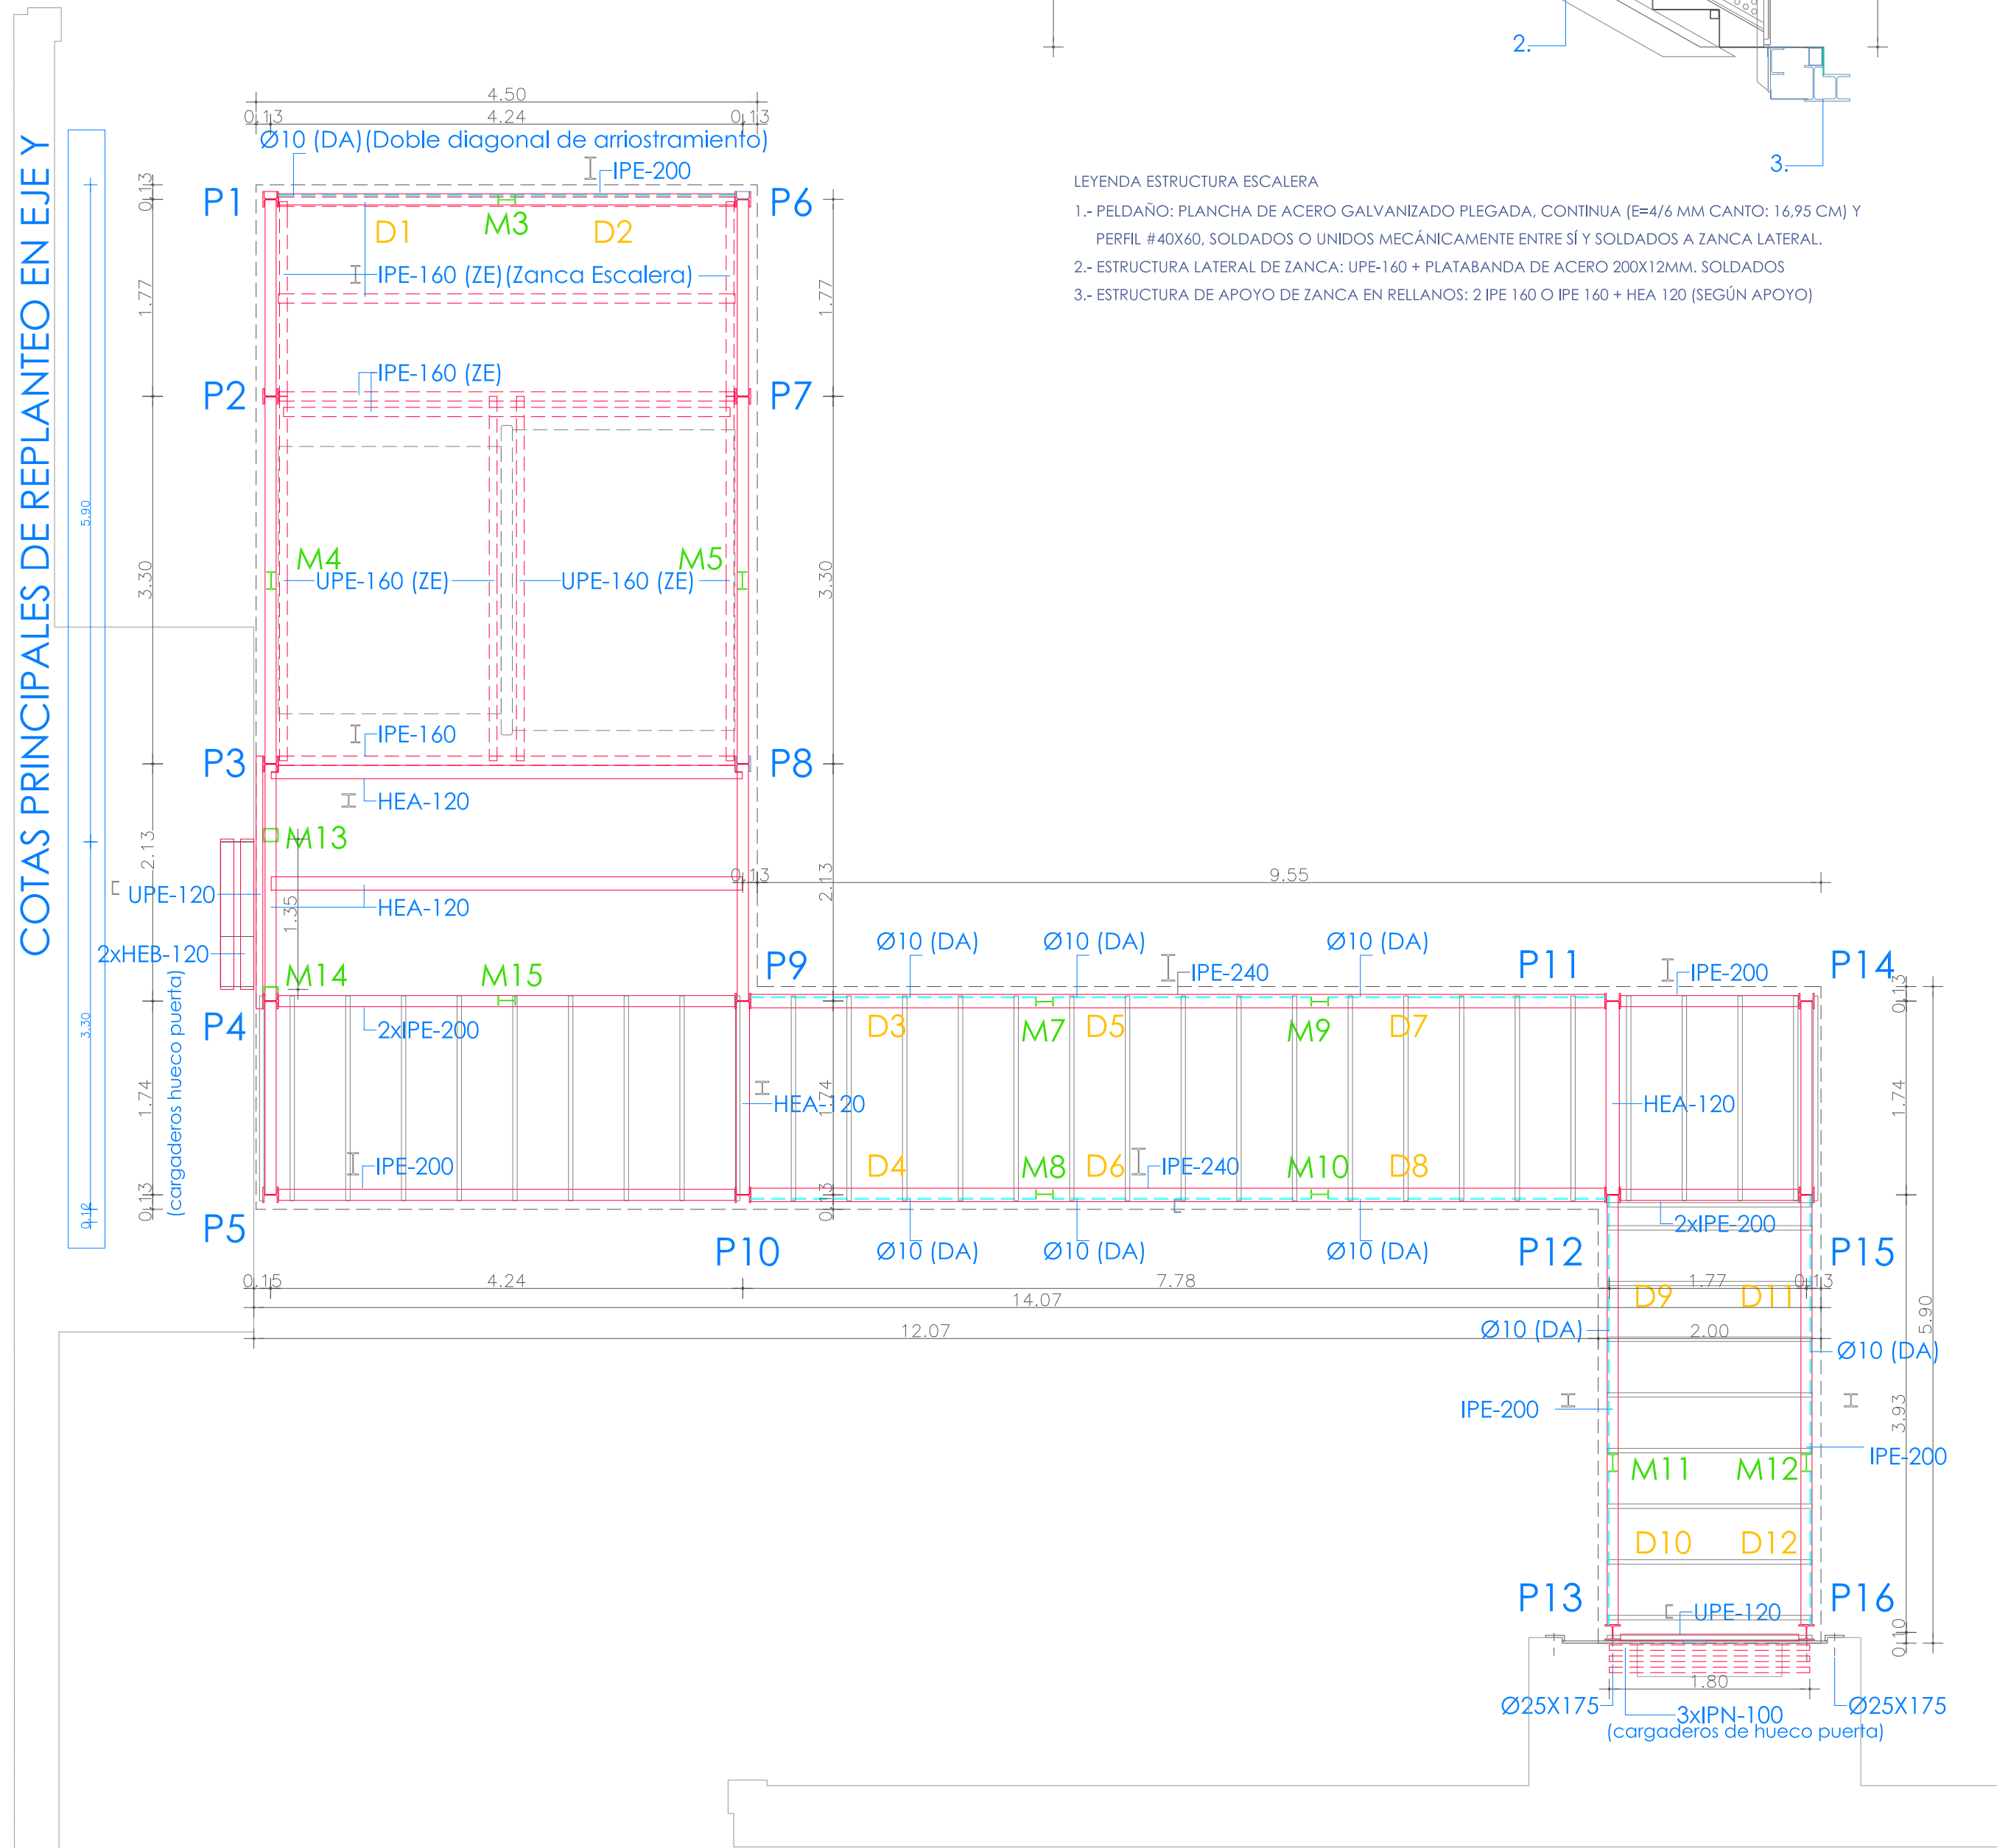 2.
3.
COTAS PRINCIPALES DE REPLANTEO EN EJE Y
4.50
0.13 4.24 0.13
Ø10 (DA)(Doble diagonal de arriostramiento)
IPE-200
0.13
P1
P6
M3
D1
D2
IPE-160 (ZE)(Zanca Escalera)
1.77
1.77
LEYENDA ESTRUCTURA ESCALERA
1.- PELDAÑO: PLANCHA DE ACERO GALVANIZADO PLEGADA, CONTINUA (E=4/6 MM CANTO: 16,95 CM) Y
PERFIL #40X60, SOLDADOS O UNIDOS MECÁNICAMENTE ENTRE SÍ Y SOLDADOS A ZANCA LATERAL.
2.- ESTRUCTURA LATERAL DE ZANCA: UPE-160 + PLATABANDA DE ACERO 200X12MM. SOLDADOS
3.- ESTRUCTURA DE APOYO DE ZANCA EN RELLANOS: 2 IPE 160 O IPE 160 + HEA 120 (SEGÚN APOYO)
IPE-160 (ZE)
P2
P7
5.90
3.30
M4
M5
3.30
UPE-160 (ZE)
UPE-160 (ZE)
IPE-160
P3
P8
HEA-120
M13
2.13
2.13
0.13
9.55
UPE-120
HEA-120
1.35
2xHEB-120
(cargaderos hueco puerta)
Ø10 (DA)
Ø10 (DA)
Ø10 (DA)
M14
M15
P9
IPE-240
P11
IPE-200
P14
0.13
P4
2xIPE-200
D3
M7
D5
M9
D7
3.30
1.74
HEA-120
1.74
HEA-120
1.74
IPE-200
D4
M8
D6
IPE-240
M10
D8
0.13
0.13
0.12
P5
2xIPE-200
P10
Ø10 (DA)
Ø10 (DA)
Ø10 (DA)
P12
P15
0.15
4.24
7.78
1.77
0.13
14.07
D9
D11
12.07
Ø10 (DA)
2.00
5.90
Ø10 (DA)
IPE-200
3.93
IPE-200
M11
M12
D10
D12
P13
P16
UPE-120
0.10
1.80
Ø25X175
3xIPN-100
Ø25X175
(cargaderos de hueco puerta)